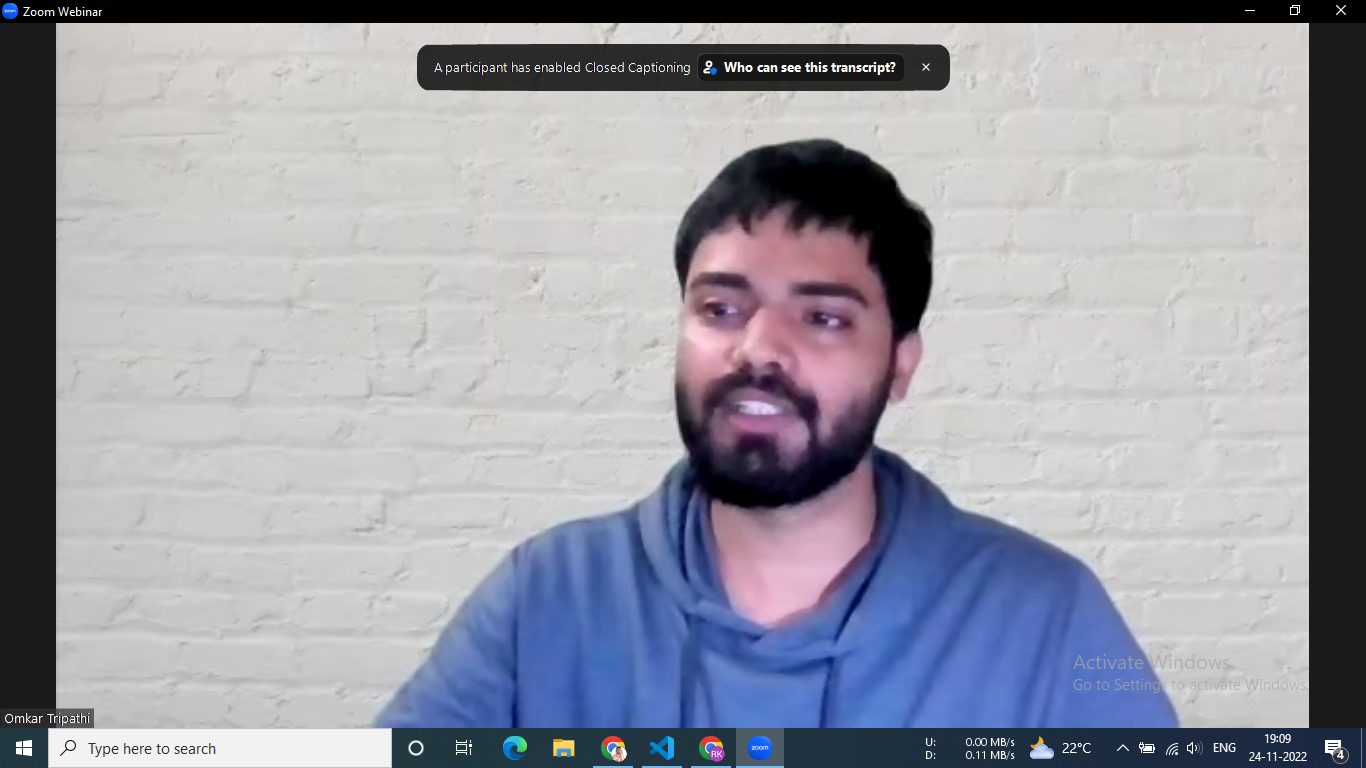 Zoom Webinar
A participant has enabled Closed Captioning Who can see this transcript?
Activate Windows
Go to Settings to activate Windows.
Omkar Tripathi
Type here to search
zoom
RK
U: 0.00 MB/s
D: 0.11 MB/s
22°C
ENG
19:09
24-11-2022
4